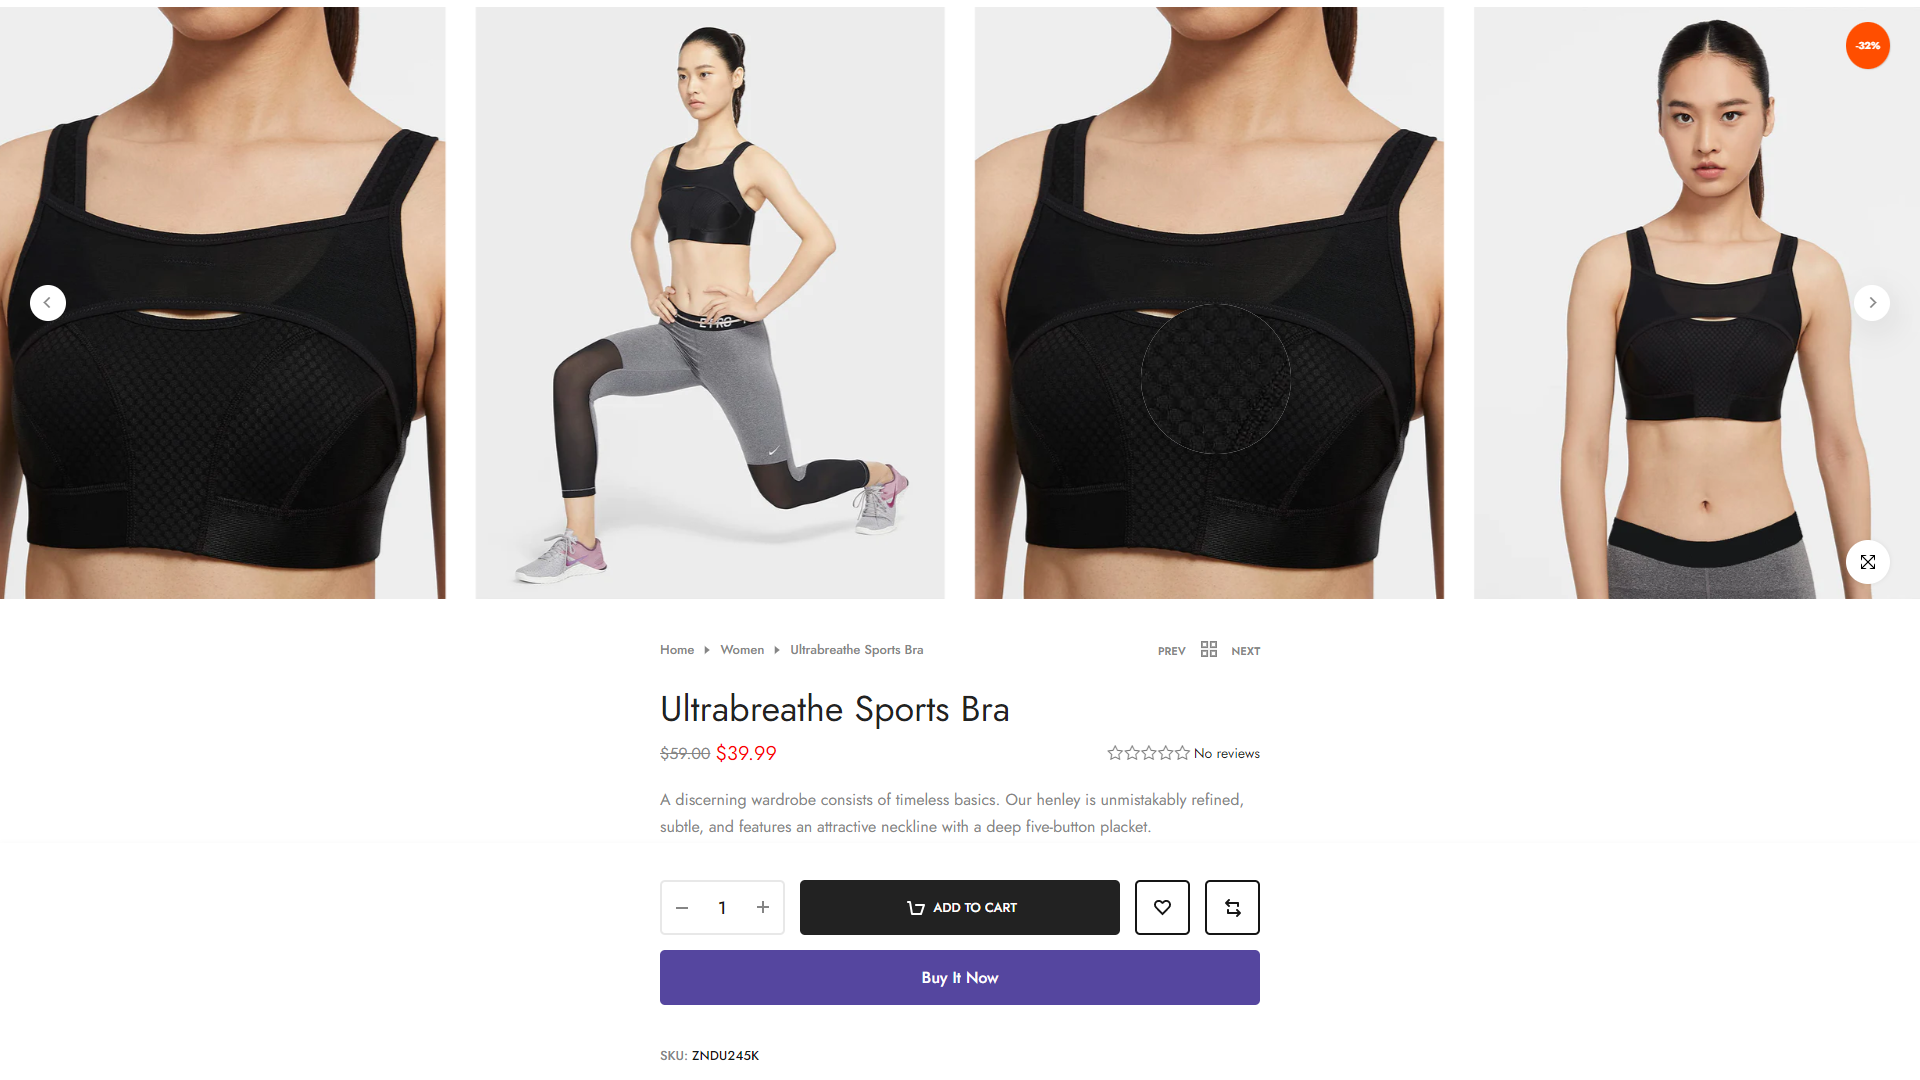 -32%
Home Women Ultrabreathe Sports Bra
PREV NEXT
Ultrabreathe Sports Bra
$59.00 $39.99
No reviews
A discerning wardrobe consists of timeless basics. Our henley is unmistakably refined,
subtle, and features an attractive neckline with a deep five-button placket.
1
ADD TO CART
Buy It Now
SKU: ZNDU245K